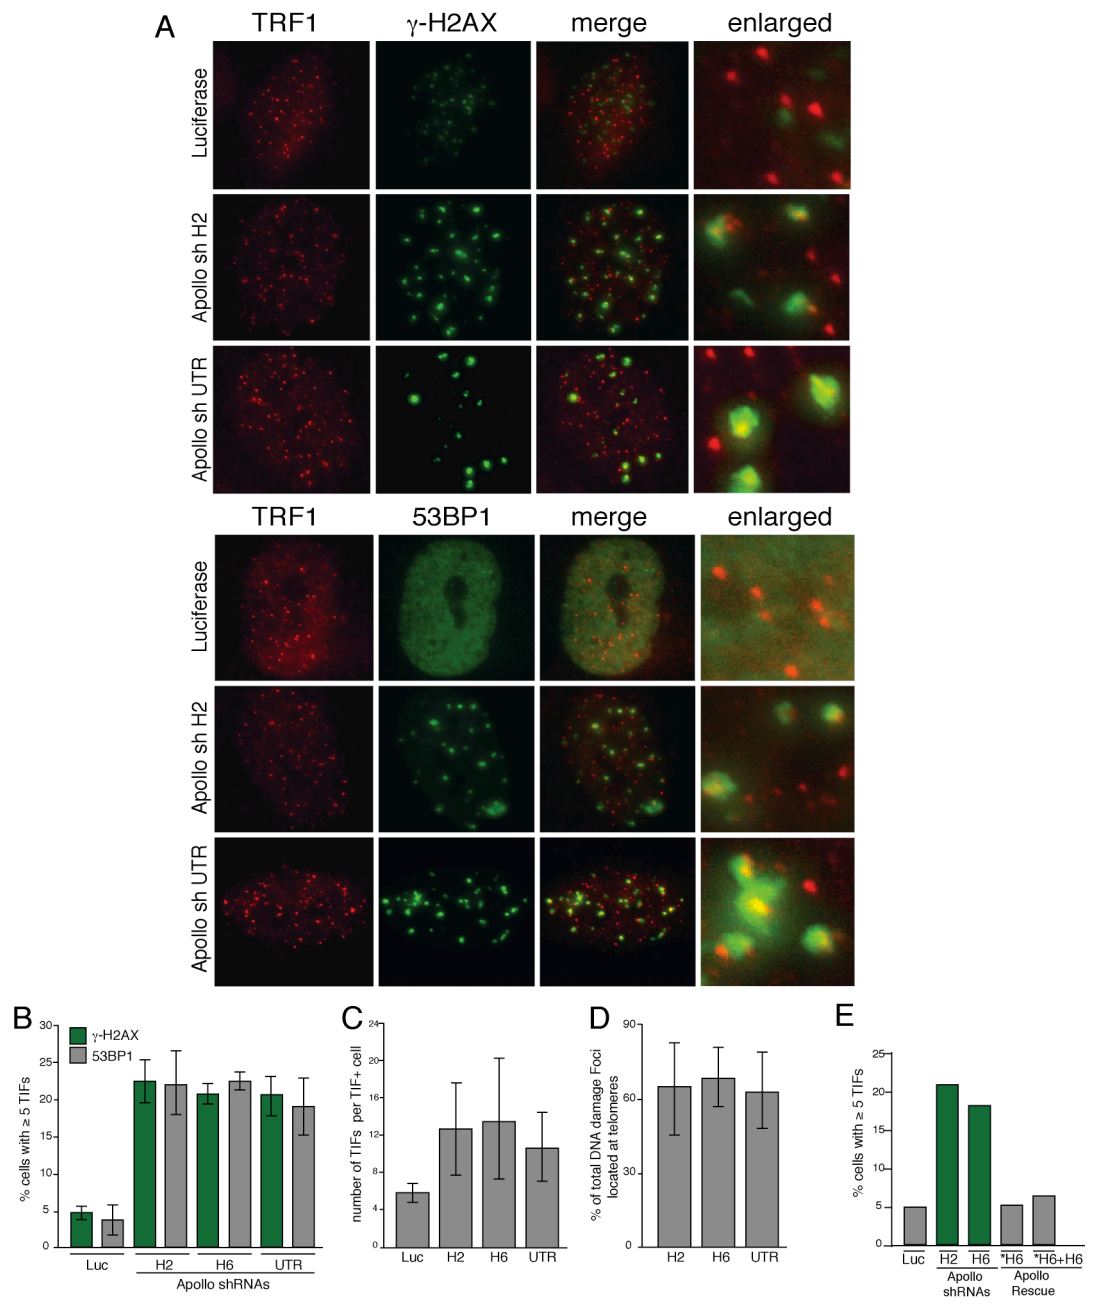 A
TRF1 γ-H2AX merge enlarged
Luciferase
Apollo sh H2
Apollo sh UTR
TRF1 53BP1 merge enlarged
Luciferase
Apollo sh H2
Apollo sh UTR
B
% cells with ≥ 5 TIFs
30
25
20
15
10
5
0
γ-H2AX
53BP1
Luc H2 H6 UTR
Apollo shRNAs
C
number of TIFs per TIF+ cell
24
20
16
12
8
4
0
Luc H2 H6 UTR
D
% of total DNA damage Foci
located at telomeres
90
60
30
0
H2 H6 UTR
E
% cells with ≥ 5 TIFs
25
20
15
10
5
0
Luc H2 H6 *H6 *H6+H6
Apollo
shRNAs
Apollo
Rescue